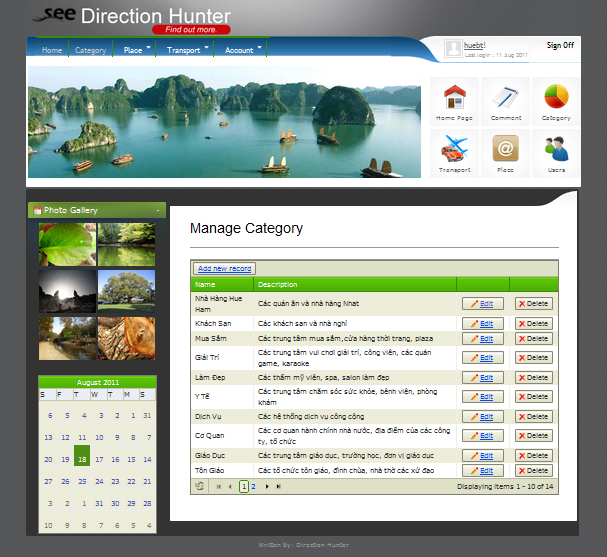 see Direction Hunter
Find out more.
Home Category Place Transport Account
huebt!
Last login : 11 Aug 2011
Sign Off
Home Page Comment Category
Transport Place Users
Photo Gallery -
Manage Category
Add new record
Name Description
Nhà Hàng Hue Ham Các quán ăn và nhà hàng Nhat Edit Delete
Khách Sạn Các khách sạn và nhà nghỉ Edit Delete
Mua Sắm Các trung tâm mua sắm,cửa hàng thời trang, plaza Edit Delete
Giải Trí Các trung tâm vui chơi giải trí, công viên, các quán
game, karaoke Edit Delete
Làm Đẹp Các thẩm mỹ viện, spa, salon làm đẹp Edit Delete
Y Tế Các trung tâm chăm sóc sức khỏe, bệnh viện, phòng
khám Edit Delete
Dịch Vụ Các hệ thống dịch vụ công cộng Edit Delete
Cơ Quan Các cơ quan hành chính nhà nước, địa điểm của các công
ty, tổ chức Edit Delete
Giáo Dục Các trung tâm giáo dục, trường học, đơn vị giáo dục Edit Delete
Tôn Giáo Các tổ chức tôn giáo, đình chùa, nhà thờ các xứ đạo Edit Delete
1 2 Displaying items 1 - 10 of 14
August 2011
S F T W T M S
6 5 4 3 2 1 31
13 12 11 10 9 8 7
20 19 18 17 16 15 14
27 26 25 24 23 22 21
3 2 1 31 30 29 28
10 9 8 7 6 5 4
Written by : Direction Hunter